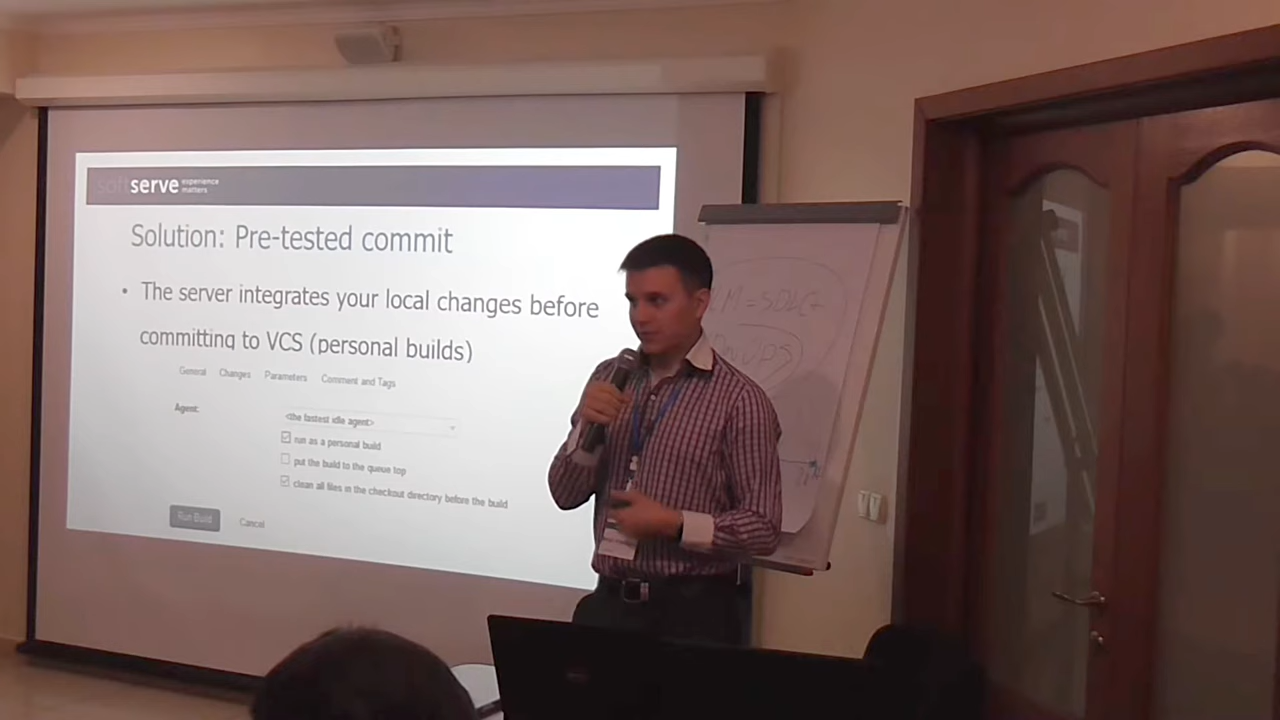 softserve experience matters
Solution: Pre-tested commit
• The server integrates your local changes before
committing to VCS (personal builds)
General Changes Parameters Comment and Tags
Agent: <the fastest idle agent>
run as a personal build
put the build to the queue top
clean all files in the checkout directory before the build
Run Build Cancel